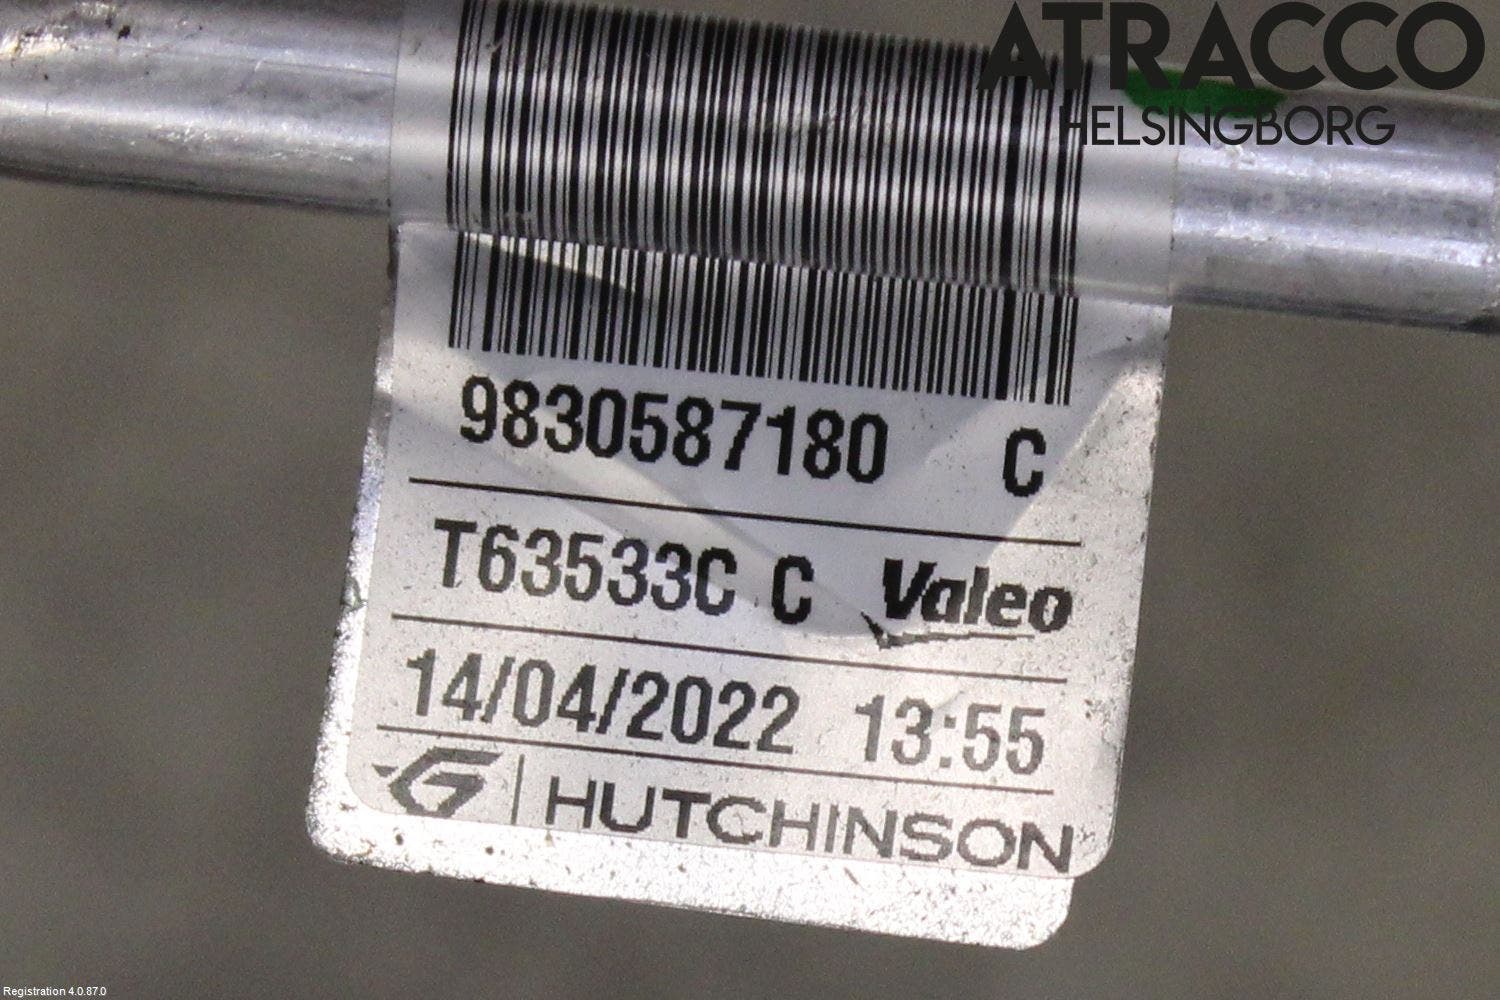 ATRACCO
HELSINGBORG
9830587180 C
T63533C C Valeo
14/04/2022 13:55
HUTCHINSON
Registration 4.0.87.0